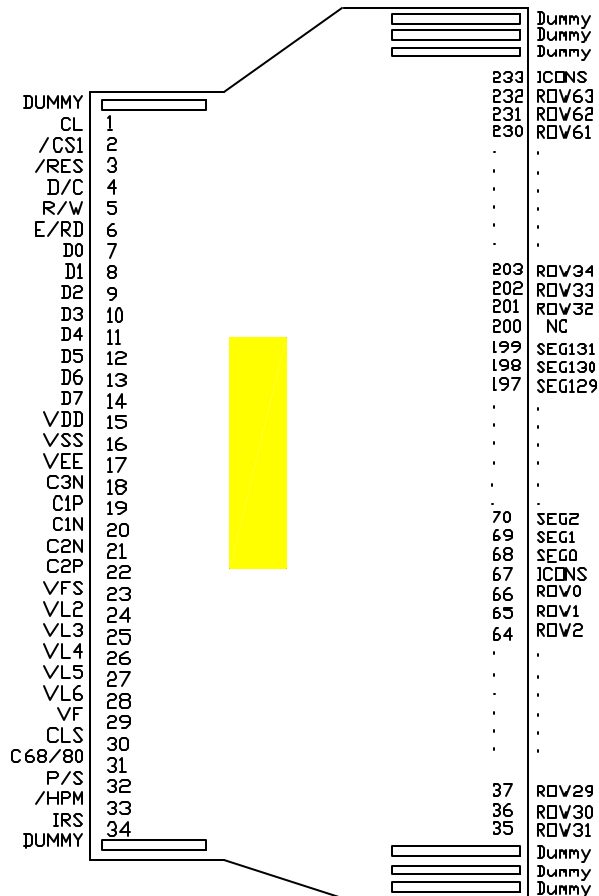 Dummy
Dummy
Dummy
233 ICONS
232 ROW63
231 ROW62
230 ROW61
203 ROW34
202 ROW33
201 ROW32
200 NC
199 SEG131
198 SEG130
197 SEG129
70 SEG2
69 SEG1
68 SEG0
67 ICONS
66 ROW0
65 ROW1
64 ROW2
37 ROW29
36 ROW30
35 ROW31
Dummy
Dummy
Dummy
DUMMY
CL 1
/CS1 2
/RES 3
D/C 4
R/W 5
E/RD 6
D0 7
D1 8
D2 9
D3 10
D4 11
D5 12
D6 13
D7 14
VDD 15
VSS 16
VEE 17
C3N 18
C1P 19
C1N 20
C2N 21
C2P 22
VFS 23
VL2 24
VL3 25
VL4 26
VL5 27
VL6 28
VF 29
CLS 30
C68/80 31
P/S 32
/HPM 33
IRS 34
DUMMY